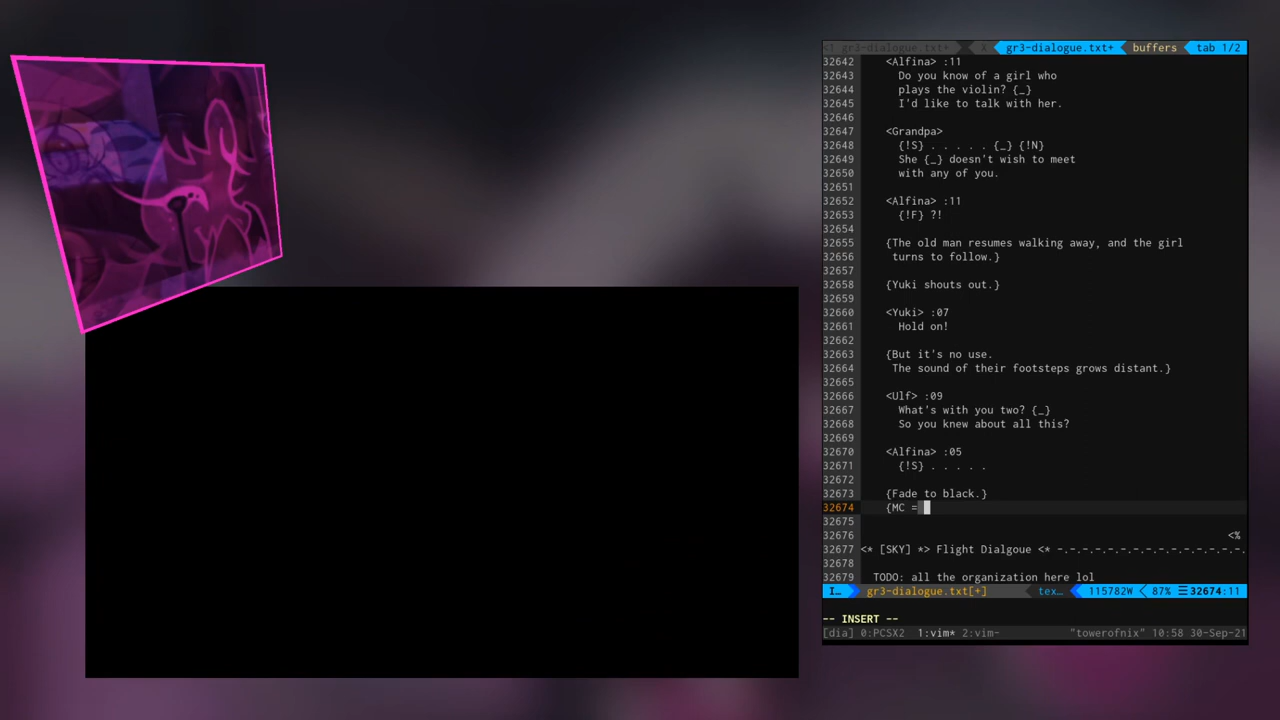 <1 gr3-dialogue.txt+ X gr3-dialogue.txt+ buffers tab 1/2
32642 <Alfina> :11
32643 Do you know of a girl who
32644 plays the violin? {_}
32645 I'd like to talk with her.
32646
32647 <Grandpa>
32648 {!S} . . . . . {_} {!N}
32649 She {_} doesn't wish to meet
32650 with any of you.
32651
32652 <Alfina> :11
32653 {!F} ?!
32654
32655 {The old man resumes walking away, and the girl
32656 turns to follow.}
32657
32658 {Yuki shouts out.}
32659
32660 <Yuki> :07
32661 Hold on!
32662
32663 {But it's no use.
32664 The sound of their footsteps grows distant.}
32665
32666 <Ulf> :09
32667 What's with you two? {_}
32668 So you knew about all this?
32669
32670 <Alfina> :05
32671 {!S} . . . . .
32672
32673 {Fade to black.}
32674 {MC =
32675
32676 <%
32677 <* [SKY] *> Flight Dialgoue <* -.-.-.-.-.-.-.-.-.-.-.-.-.-.
32678
32679 TODO: all the organization here lol
I… gr3-dialogue.txt[+] tex… 115782W 87% ☰32674:11
-- INSERT --
[dia] 0:PCSX2 1:vim* 2:vim- "towerofnix" 10:58 30-Sep-21